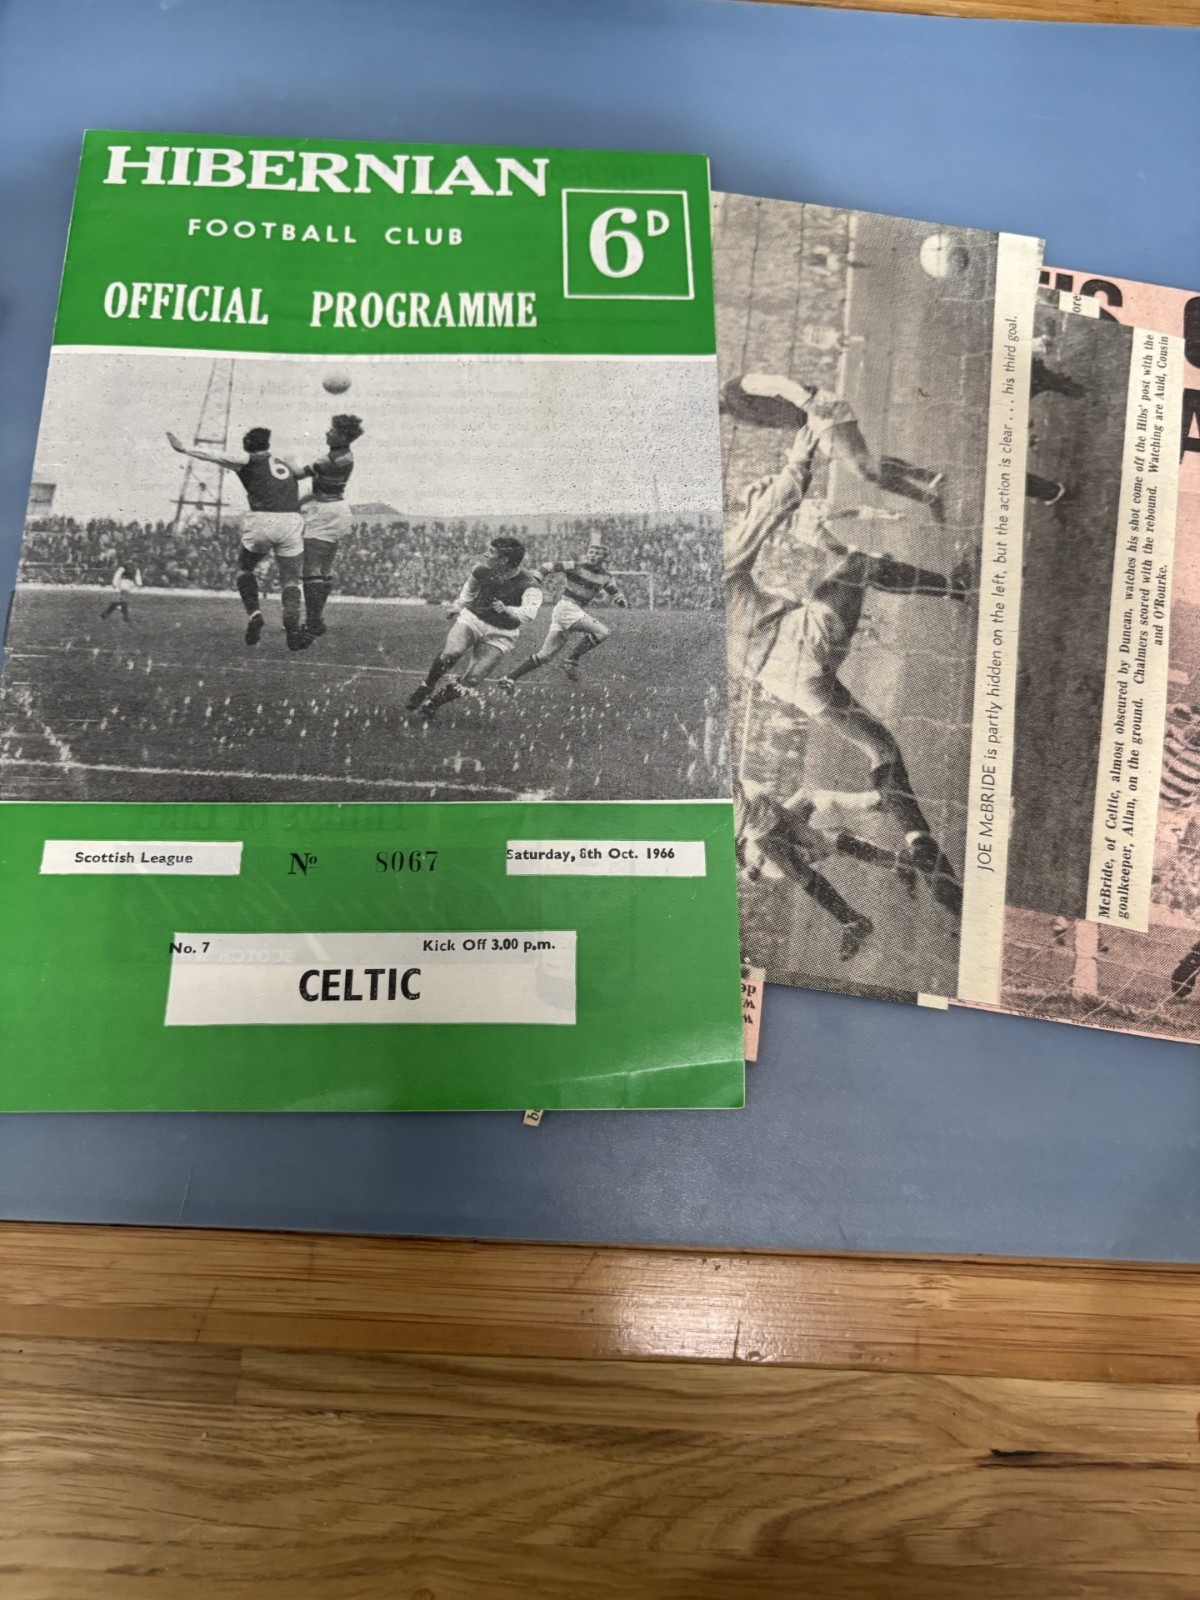 HIBERNIAN
FOOTBALL CLUB
6D
OFFICIAL PROGRAMME
6
Scottish League
No 8067
Saturday, 8th Oct. 1966
No. 7
Kick Off 3.00 p.m.
CELTIC
JOE McBRIDE is partly hidden on the left, but the action is clear . . . his third goal.
ore
McBride, of Celtic, almost obscured by Duncan, watches his shot come off the Hibs' post with the
goalkeeper, Allan, on the ground. Chalmers scored with the rebound. Watching are Auld, Cousin
and O'Rourke.